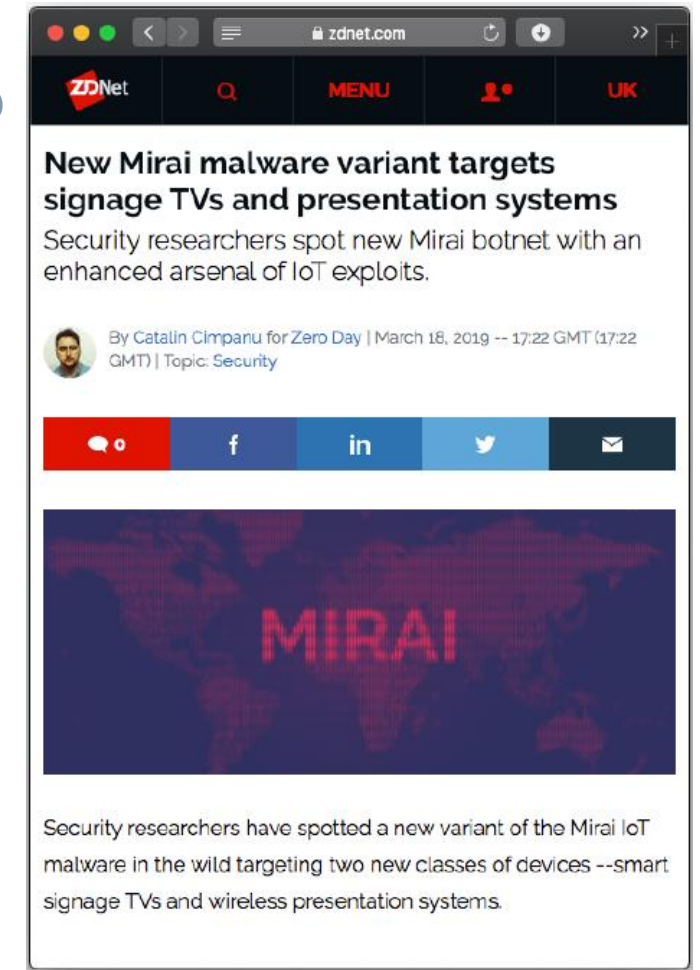 zdnet.com
ZDNet
MENU
UK
New Mirai malware variant targets
signage TVs and presentation systems
Security researchers spot new Mirai botnet with an
enhanced arsenal of IoT exploits.
By Catalin Cimpanu for Zero Day | March 18, 2019 -- 17:22 GMT (17:22
GMT) | Topic: Security
0
f
in
MIRAI
Security researchers have spotted a new variant of the Mirai IoT
malware in the wild targeting two new classes of devices --smart
signage TVs and wireless presentation systems.